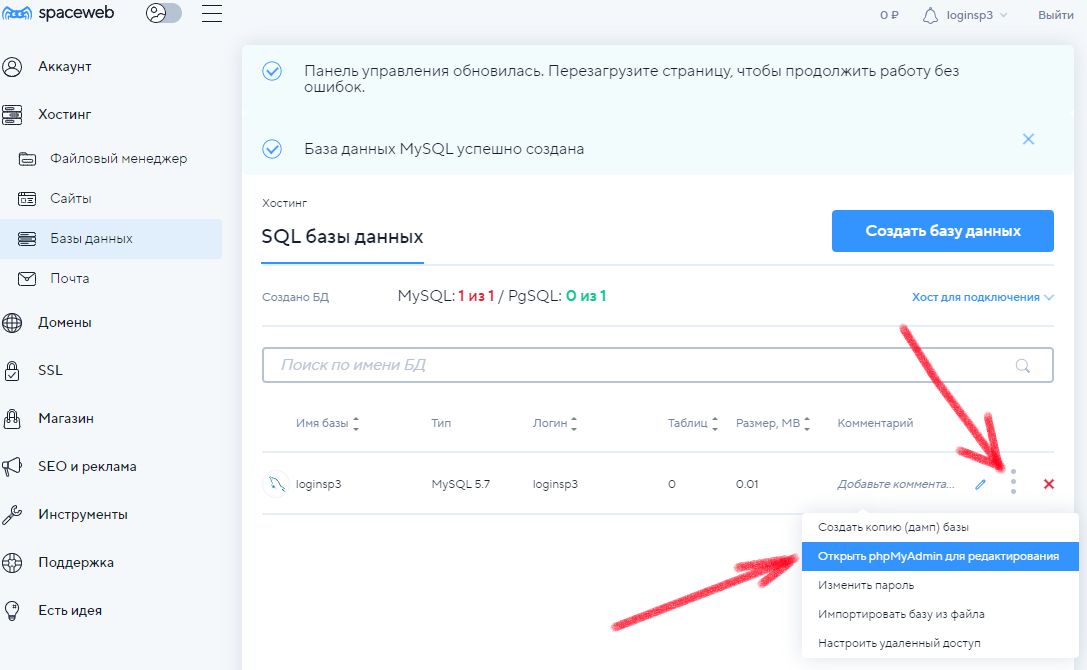 spaceweb
0 ₽
loginsp3
Выйти
Аккаунт
Хостинг
Файловый менеджер
Сайты
Базы данных
Почта
Домены
SSL
Магазин
SEO и реклама
Инструменты
Поддержка
Есть идея
Панель управления обновилась. Перезагрузите страницу, чтобы продолжить работу без
ошибок.
База данных MySQL успешно создана
Хостинг
SQL базы данных
Создать базу данных
Создано БД
MySQL: 1 из 1 / PgSQL: 0 из 1
Хост для подключения
Поиск по имени БД
Имя базы Тип Логин Таблиц Размер, MB Комментарий
loginsp3 MySQL 5.7 loginsp3 0 0.01 Добавьте коммента...
Создать копию (дамп) базы
Открыть phpMyAdmin для редактирования
Изменить пароль
Импортировать базу из файла
Настроить удаленный доступ